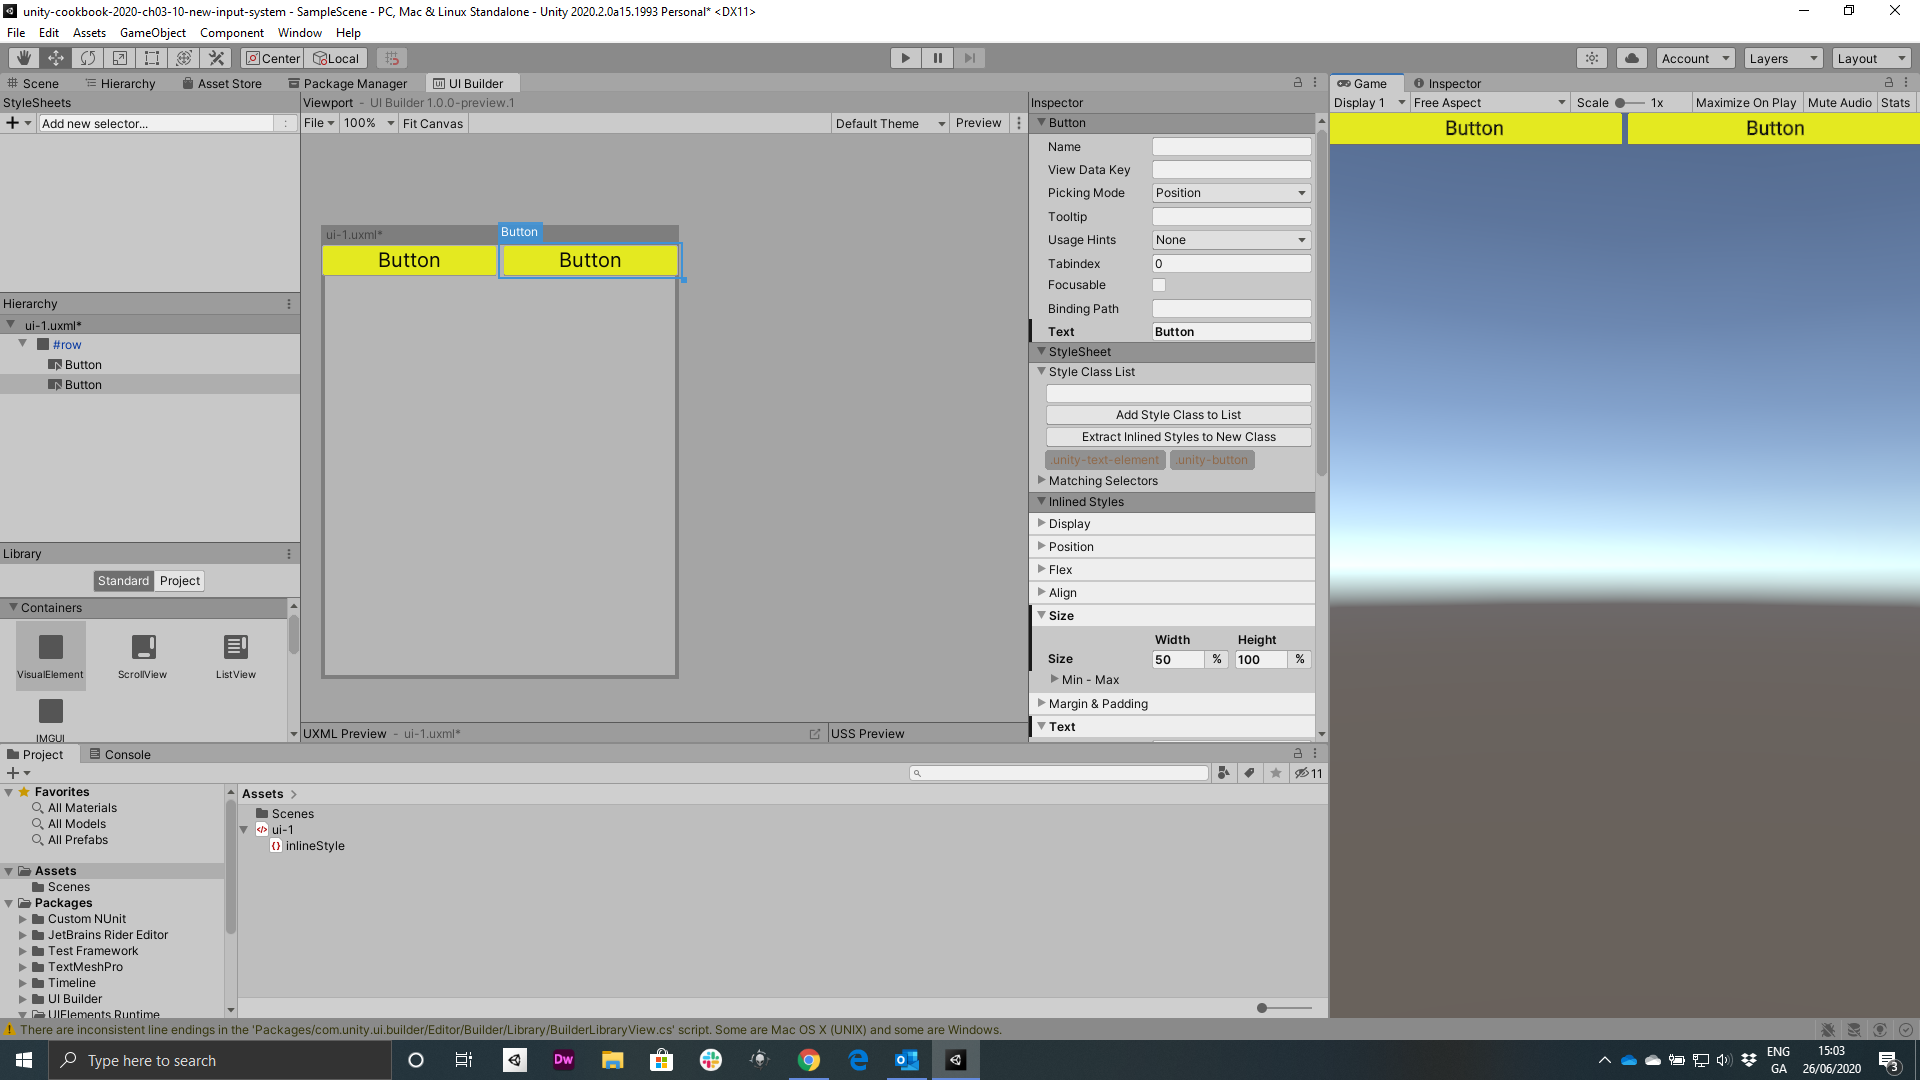 unity-cookbook-2020-ch03-10-new-input-system - SampleScene - PC, Mac & Linux Standalone - Unity 2020.2.0a15.1993 Personal* <DX11>
File Edit Assets GameObject Component Window Help
Center Local Account Layers Layout
Scene Hierarchy Asset Store Package Manager UI Builder
StyleSheets
Add new selector...
Hierarchy
ui-1.uxml*
#row
Button
Button
Library
Standard Project
Containers
VisualElement ScrollView ListView
IMGUI
Viewport - UI Builder 1.0.0-preview.1
File 100% Fit Canvas Default Theme Preview
ui-1.uxml* Button
Button Button
UXML Preview - ui-1.uxml* USS Preview
Inspector
Button
Name
View Data Key
Picking Mode Position
Tooltip
Usage Hints None
Tabindex 0
Focusable
Binding Path
Text Button
StyleSheet
Style Class List
Add Style Class to List
Extract Inlined Styles to New Class
.unity-text-element .unity-button
Matching Selectors
Inlined Styles
Display
Position
Flex
Align
Size
Width Height
Size 50 % 100 %
Min - Max
Margin & Padding
Text
Game Inspector
Display 1 Free Aspect Scale 1x Maximize On Play Mute Audio Stats
Button Button
Project Console
11
Favorites
All Materials
All Models
All Prefabs
Assets
Scenes
Packages
Custom NUnit
JetBrains Rider Editor
Test Framework
TextMeshPro
Timeline
UI Builder
UIElements Runtime
Assets
Scenes
ui-1
inlineStyle
There are inconsistent line endings in the 'Packages/com.unity.ui.builder/Editor/Builder/Library/BuilderLibraryView.cs' script. Some are Mac OS X (UNIX) and some are Windows.
Type here to search
Dw
ENG
GA
15:03
26/06/2020
3